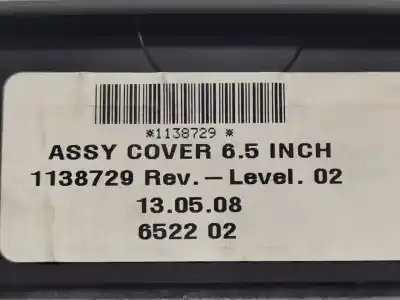 *1138729 *
ASSY COVER 6.5 INCH
1138729 Rev.-Level. 02
13.05.08
6522 02